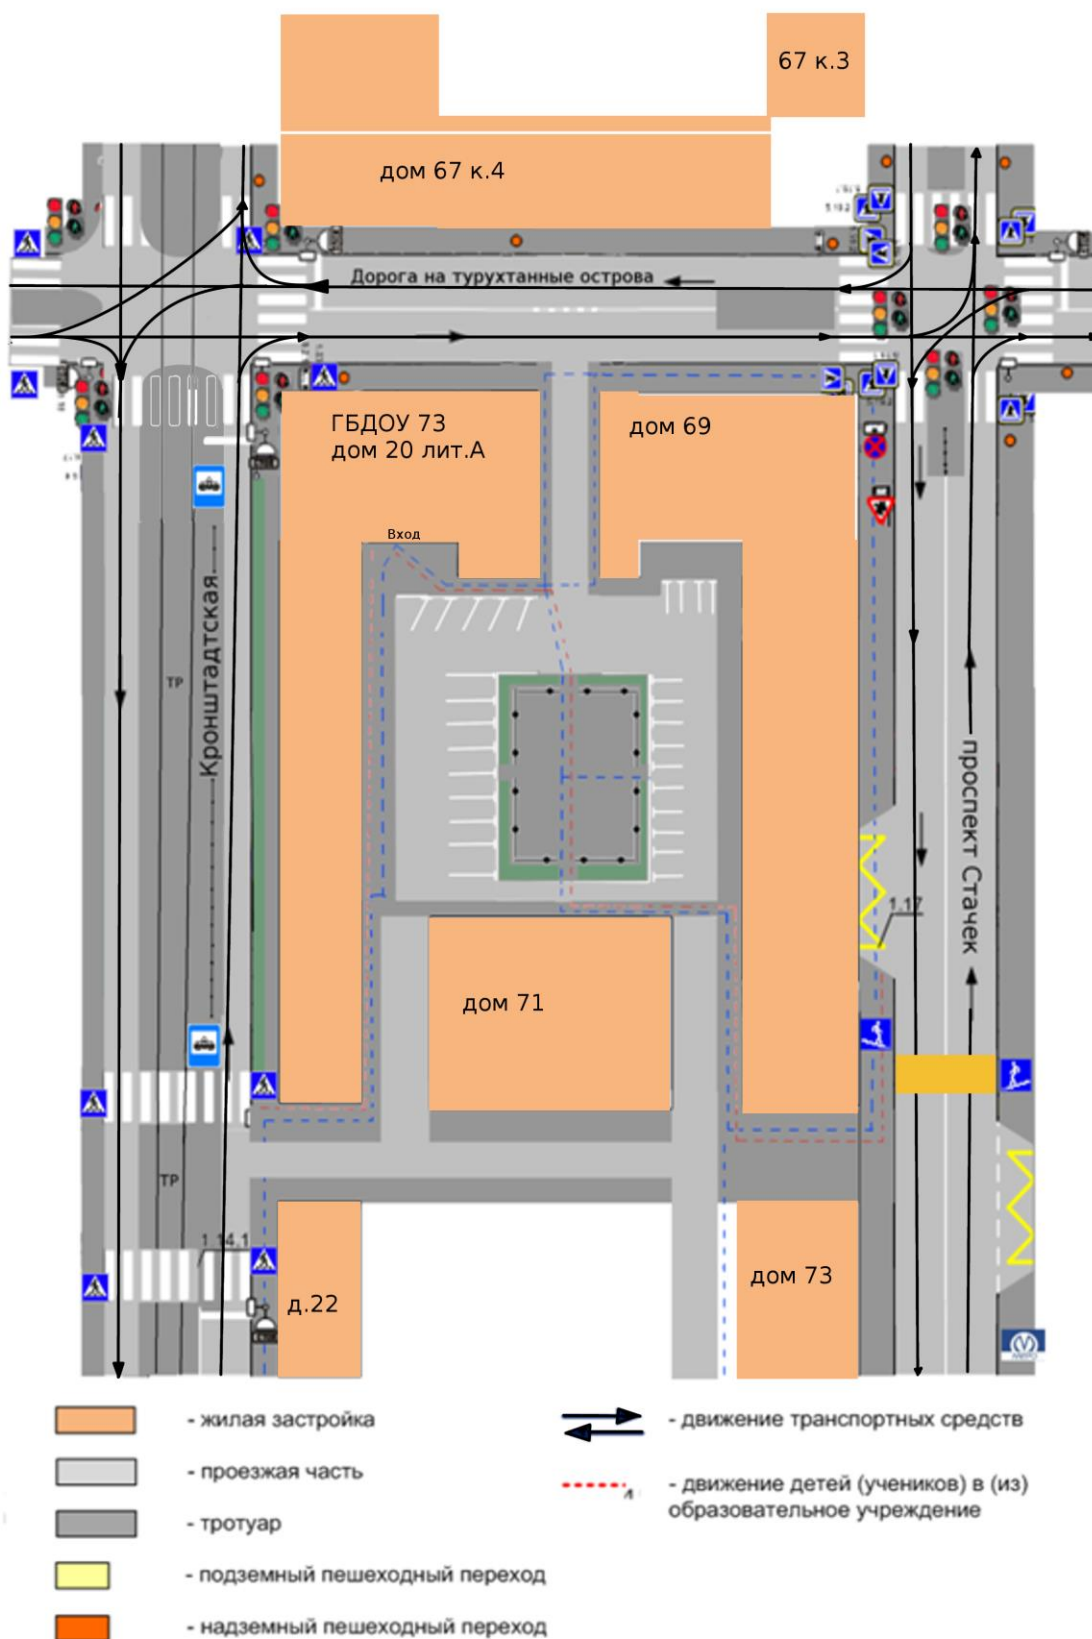 67 к.3
дом 67 к.4
Дорога на турухтанные острова
ГБДОУ 73
дом 20 лит.А
дом 69
Вход
Кронштадтская
ТР
проспект Стачек
1.17
дом 71
ТР
1.14.1
д.22
дом 73
- жилая застройка
- проезжая часть
- тротуар
- подземный пешеходный переход
- надземный пешеходный переход
- движение транспортных средств
- движение детей (учеников) в (из)
образовательное учреждение